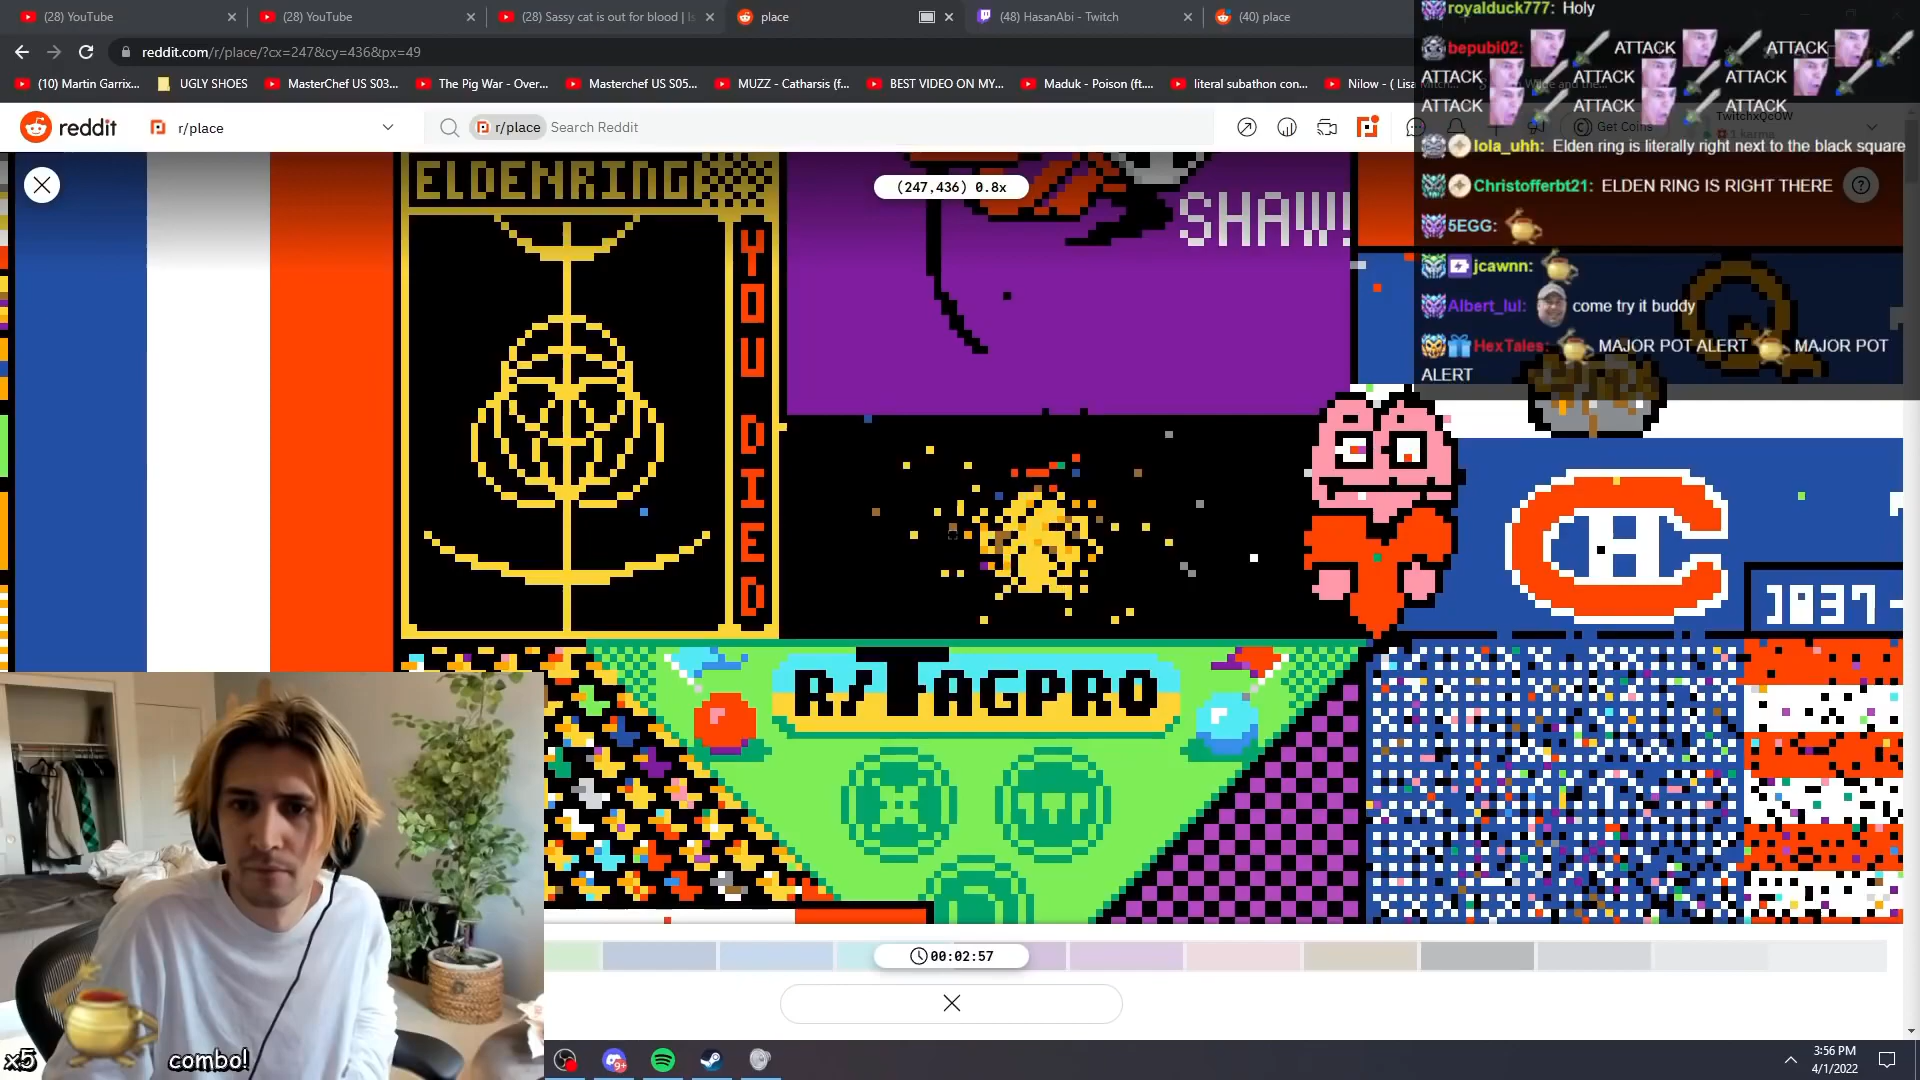 (28) YouTube
(28) YouTube
(28) Sassy cat is out for blood | Is
place
(48) HasanAbi - Twitch
(40) place
reddit.com/r/place/?cx=247&cy=436&px=49
(10) Martin Garrix...
UGLY SHOES
MasterChef US S03...
The Pig War - Over...
Masterchef US S05...
MUZZ - Catharsis (f...
BEST VIDEO ON MY...
Maduk - Poison (ft....
literal subathon con...
Nilow - ( Lisa
reddit
r/place
r/place
Search Reddit
Get Coins
TwitchxQcOW
1 karma
royalduck777: Holy
bepubi02: ATTACK ATTACK
ATTACK ATTACK ATTACK
ATTACK ATTACK ATTACK
lola_uhh: Elden ring is literally right next to the black square
Christofferbt21: ELDEN RING IS RIGHT THERE
5EGG:
jcawnn:
Albert_lul: come try it buddy
HexTales: MAJOR POT ALERT MAJOR POT
ALERT
(247,436) 0.8x
ELDENRING
YOU DIED
SHAW!
C
H
1037-
R/TAGPRO
00:02:57
x5
combo!
9+
3:56 PM
4/1/2022